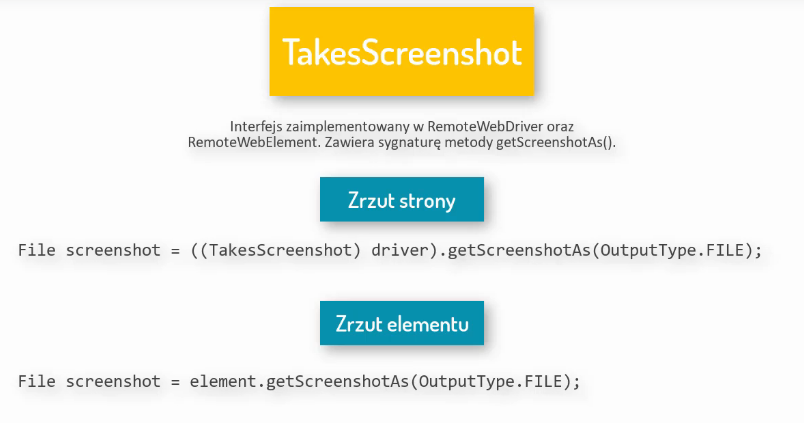 TakesScreenshot
Interfejs zaimplementowany w RemoteWebDriver oraz
RemoteWebElement. Zawiera sygnaturę metody getScreenshotAs().
Zrzut strony
File screenshot = ((TakesScreenshot) driver).getScreenshotAs(OutputType.FILE);
Zrzut elementu
File screenshot = element.getScreenshotAs(OutputType.FILE);